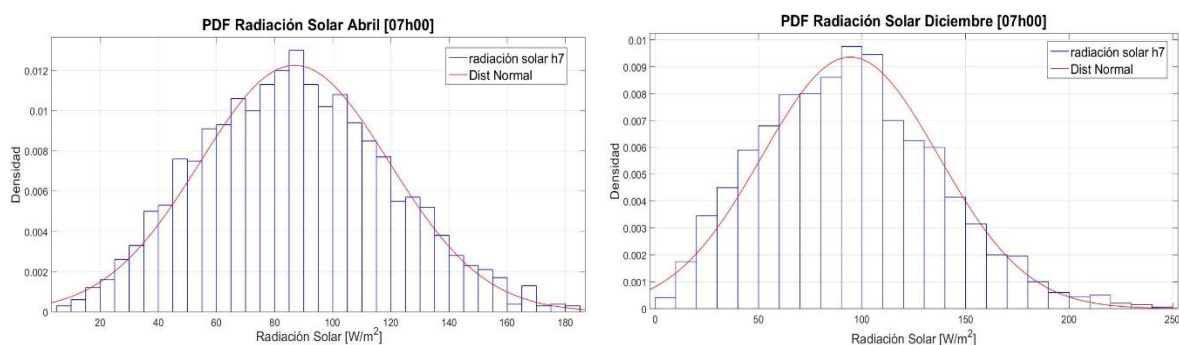 PDF Radiación Solar Abril [07h00]
radiación solar h7
Dist Normal
Densidad
0.012
0.01
0.008
0.006
0.004
0.002
0
20 40 60 80 100 120 140 160 180
Radiación Solar [W/m²]
PDF Radiación Solar Diciembre [07h00]
radiación solar h7
Dist Normal
Densidad
0.01
0.009
0.008
0.007
0.006
0.005
0.004
0.003
0.002
0.001
0
0 50 100 150 200 250
Radiación Solar [W/m²]